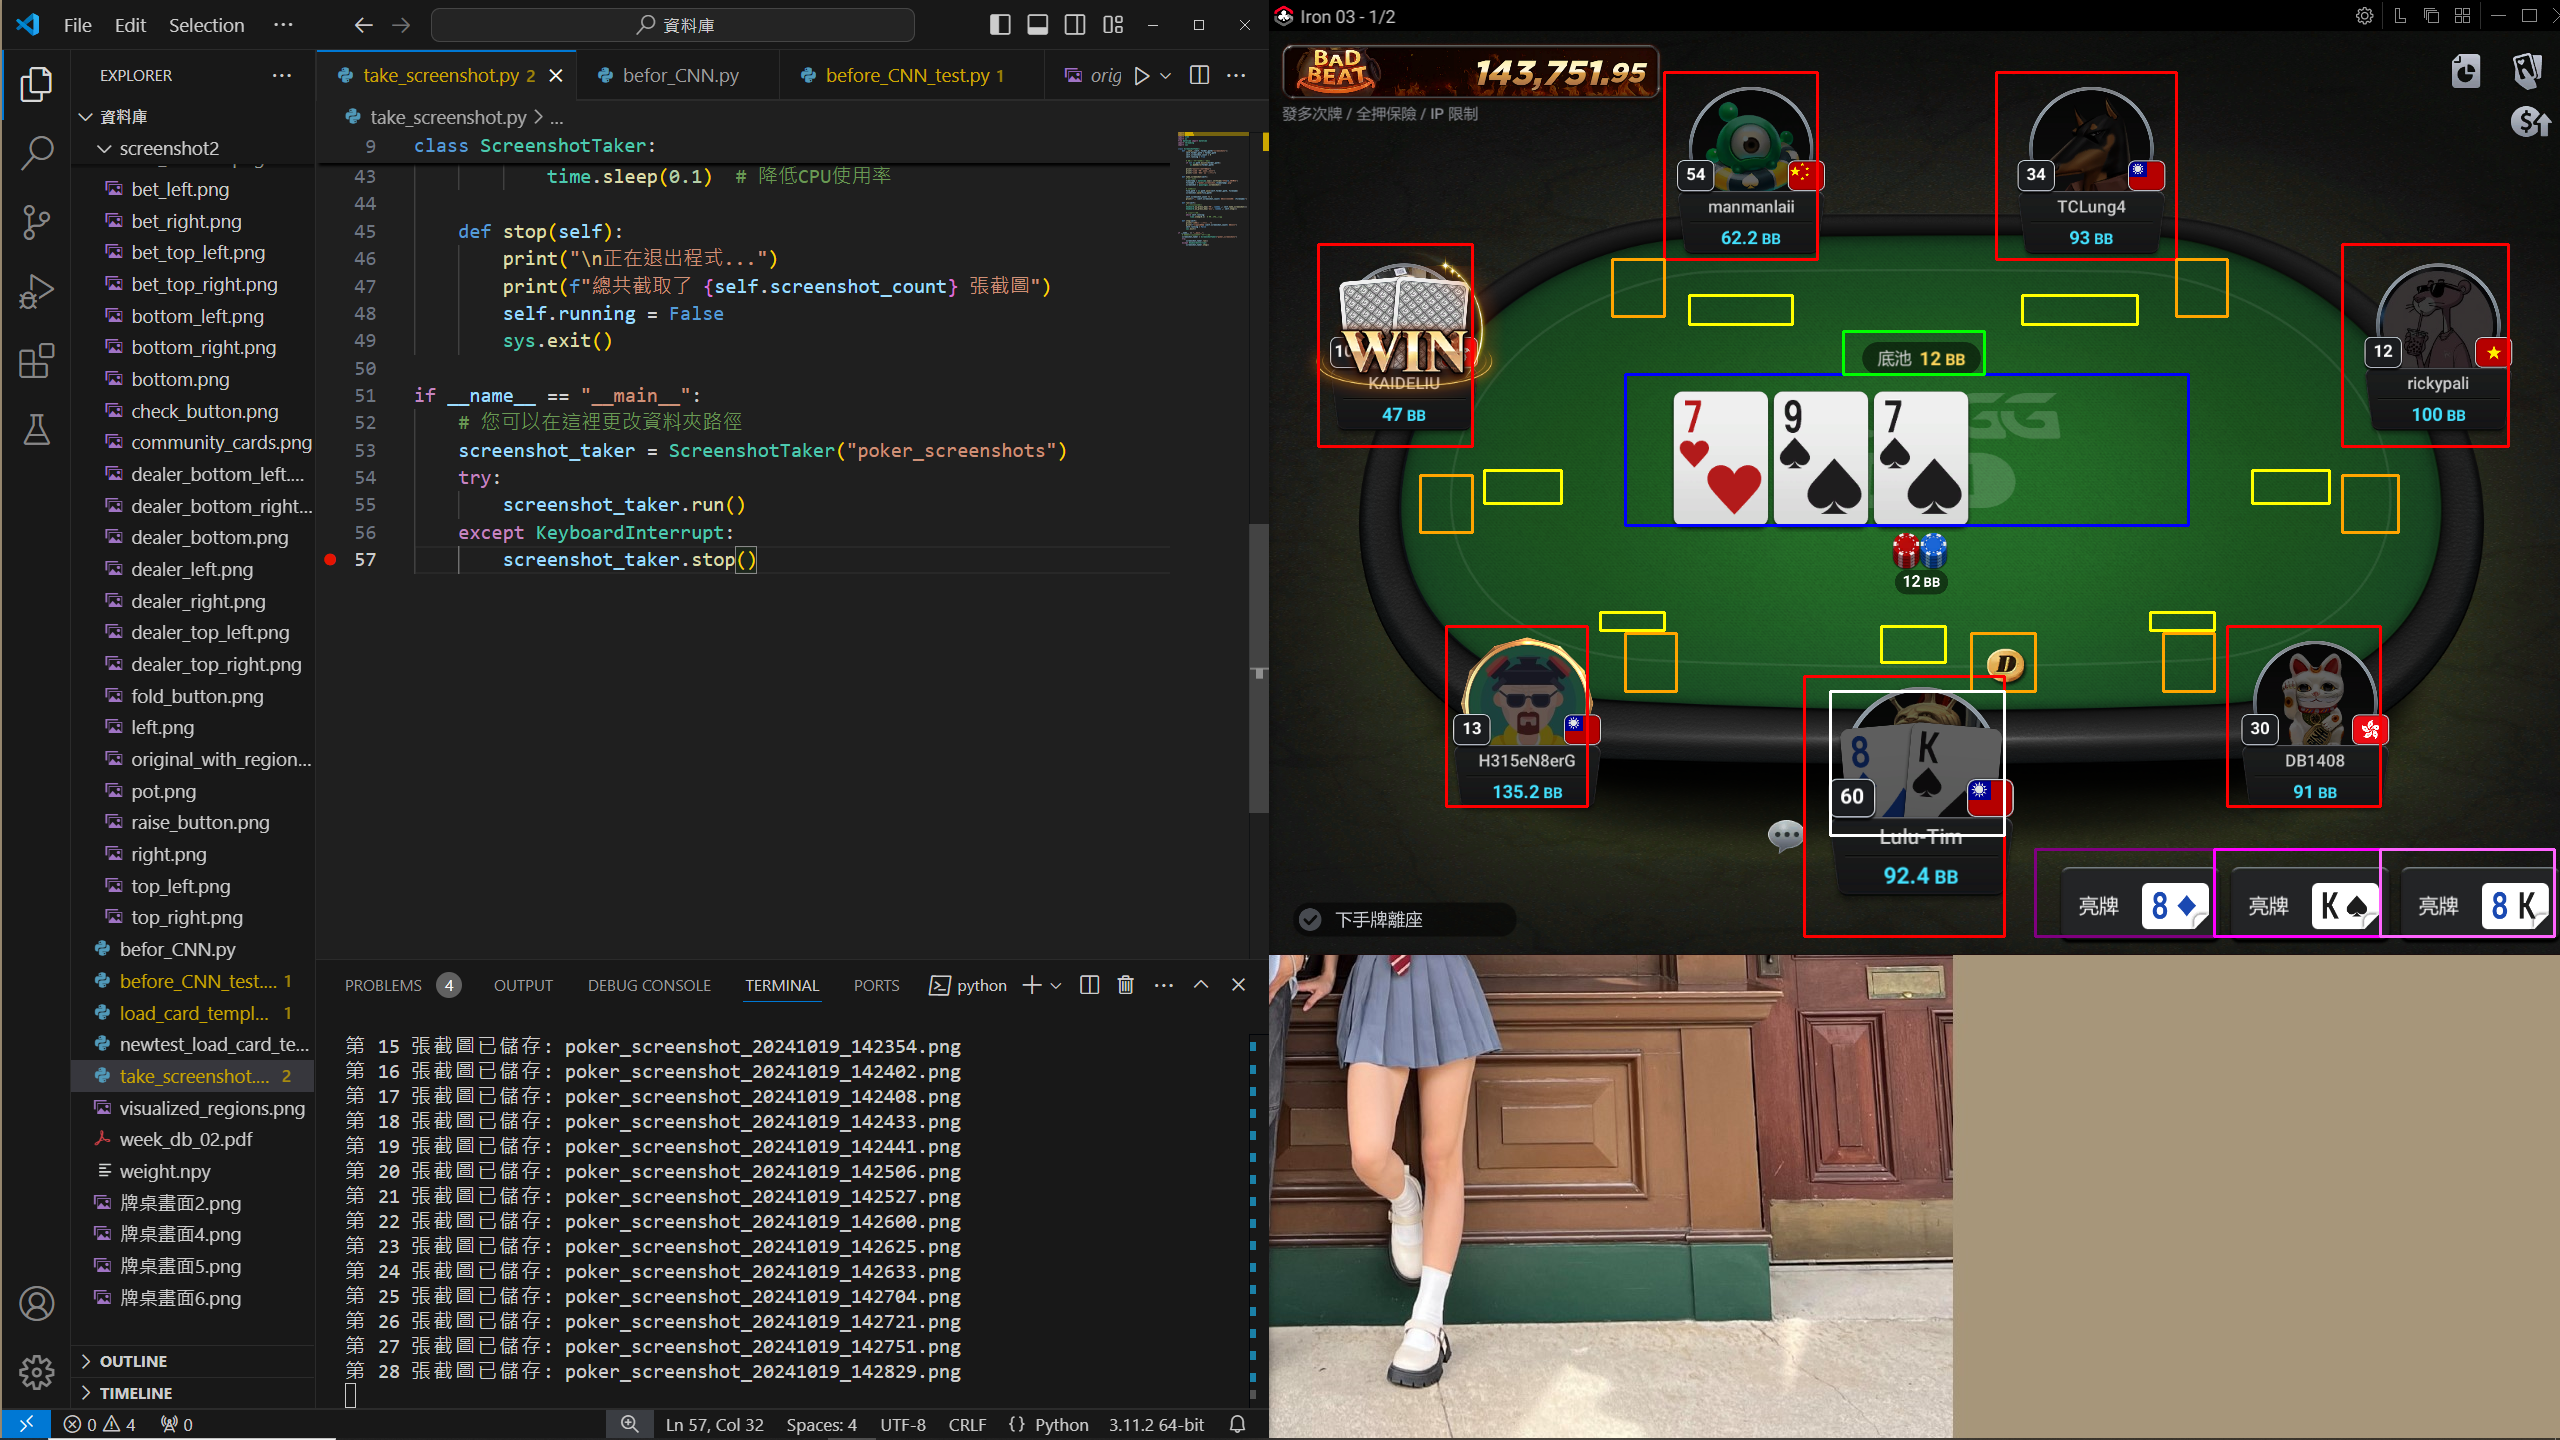 File Edit Selection ···
資料庫
EXPLORER ···
資料庫
screenshot2
bet_left.png
bet_right.png
bet_top_left.png
bet_top_right.png
bottom_left.png
bottom_right.png
bottom.png
check_button.png
community_cards.png
dealer_bottom_left....
dealer_bottom_right...
dealer_bottom.png
dealer_left.png
dealer_right.png
dealer_top_left.png
dealer_top_right.png
fold_button.png
left.png
original_with_region...
pot.png
raise_button.png
right.png
top_left.png
top_right.png
befor_CNN.py
before_CNN_test.... 1
load_card_templ... 1
newtest_load_card_te...
take_screenshot.... 2
visualized_regions.png
week_db_02.pdf
weight.npy
牌桌畫面2.png
牌桌畫面4.png
牌桌畫面5.png
牌桌畫面6.png
OUTLINE
TIMELINE
take_screenshot.py 2 befor_CNN.py before_CNN_test.py 1 orig
take_screenshot.py > ...
9 class ScreenshotTaker:
43 time.sleep(0.1) # 降低CPU使用率
44
45 def stop(self):
46 print("\n正在退出程式...")
47 print(f"總共截取了 {self.screenshot_count} 張截圖")
48 self.running = False
49 sys.exit()
50
51 if __name__ == "__main__":
52 # 您可以在這裡更改資料夾路徑
53 screenshot_taker = ScreenshotTaker("poker_screenshots")
54 try:
55 screenshot_taker.run()
56 except KeyboardInterrupt:
57 screenshot_taker.stop()
PROBLEMS 4 OUTPUT DEBUG CONSOLE TERMINAL PORTS python
第 15 張截圖已儲存: poker_screenshot_20241019_142354.png
第 16 張截圖已儲存: poker_screenshot_20241019_142402.png
第 17 張截圖已儲存: poker_screenshot_20241019_142408.png
第 18 張截圖已儲存: poker_screenshot_20241019_142433.png
第 19 張截圖已儲存: poker_screenshot_20241019_142441.png
第 20 張截圖已儲存: poker_screenshot_20241019_142506.png
第 21 張截圖已儲存: poker_screenshot_20241019_142527.png
第 22 張截圖已儲存: poker_screenshot_20241019_142600.png
第 23 張截圖已儲存: poker_screenshot_20241019_142625.png
第 24 張截圖已儲存: poker_screenshot_20241019_142633.png
第 25 張截圖已儲存: poker_screenshot_20241019_142704.png
第 26 張截圖已儲存: poker_screenshot_20241019_142721.png
第 27 張截圖已儲存: poker_screenshot_20241019_142751.png
第 28 張截圖已儲存: poker_screenshot_20241019_142829.png
0 4 0 Ln 57, Col 32 Spaces: 4 UTF-8 CRLF {} Python 3.11.2 64-bit
Iron 03 - 1/2
BAD BEAT 143,751.95
發多次牌 / 全押保險 / IP 限制
54
manmanlaii
62.2 BB
34
TCLung4
93 BB
WIN
KAIDELIU
47 BB
12
rickypali
100 BB
底池 12 BB
7 9 7
12 BB
D
13
H315eN8erG
135.2 BB
8 K
60
Lulu-Tim
92.4 BB
30
DB1408
91 BB
亮牌 8♦ 亮牌 K♠ 亮牌 8 K
下手牌離座